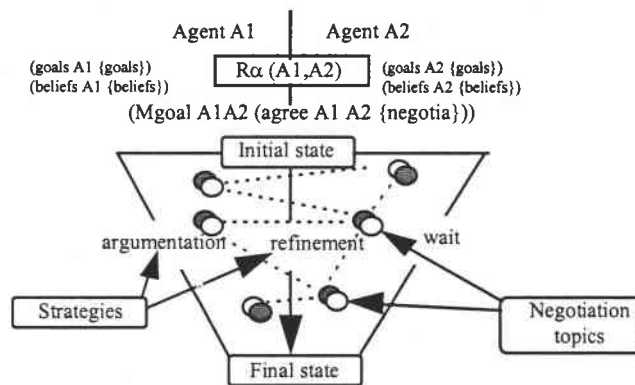 Agent A1 Agent A2
(goals A1 {goals}) Rα (A1,A2) (goals A2 {goals})
(beliefs A1 {beliefs}) (beliefs A2 {beliefs})
(Mgoal A1A2 (agree A1 A2 {negotia}))
Initial state
argumentation refinement wait
Strategies
Negotiation
topics
Final state